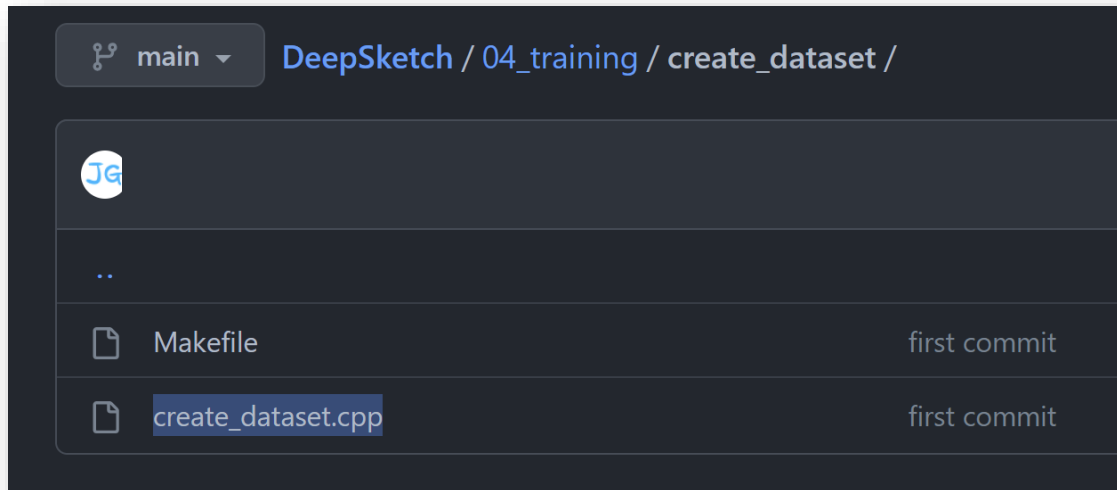 main DeepSketch / 04_training / create_dataset /
JG
..
Makefile first commit
create_dataset.cpp first commit